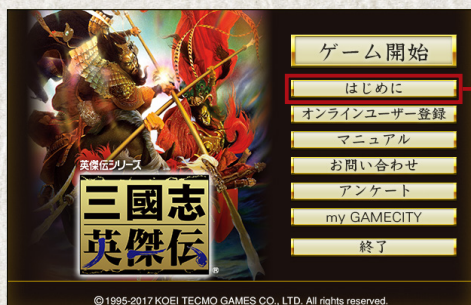 英傑伝シリーズ
三國志
英傑伝
®
ゲーム開始
はじめに
オンラインユーザー登録
マニュアル
お問い合わせ
アンケート
my GAMECITY
終了
©1995-2017 KOEI TECMO GAMES CO., LTD. All rights reserved.